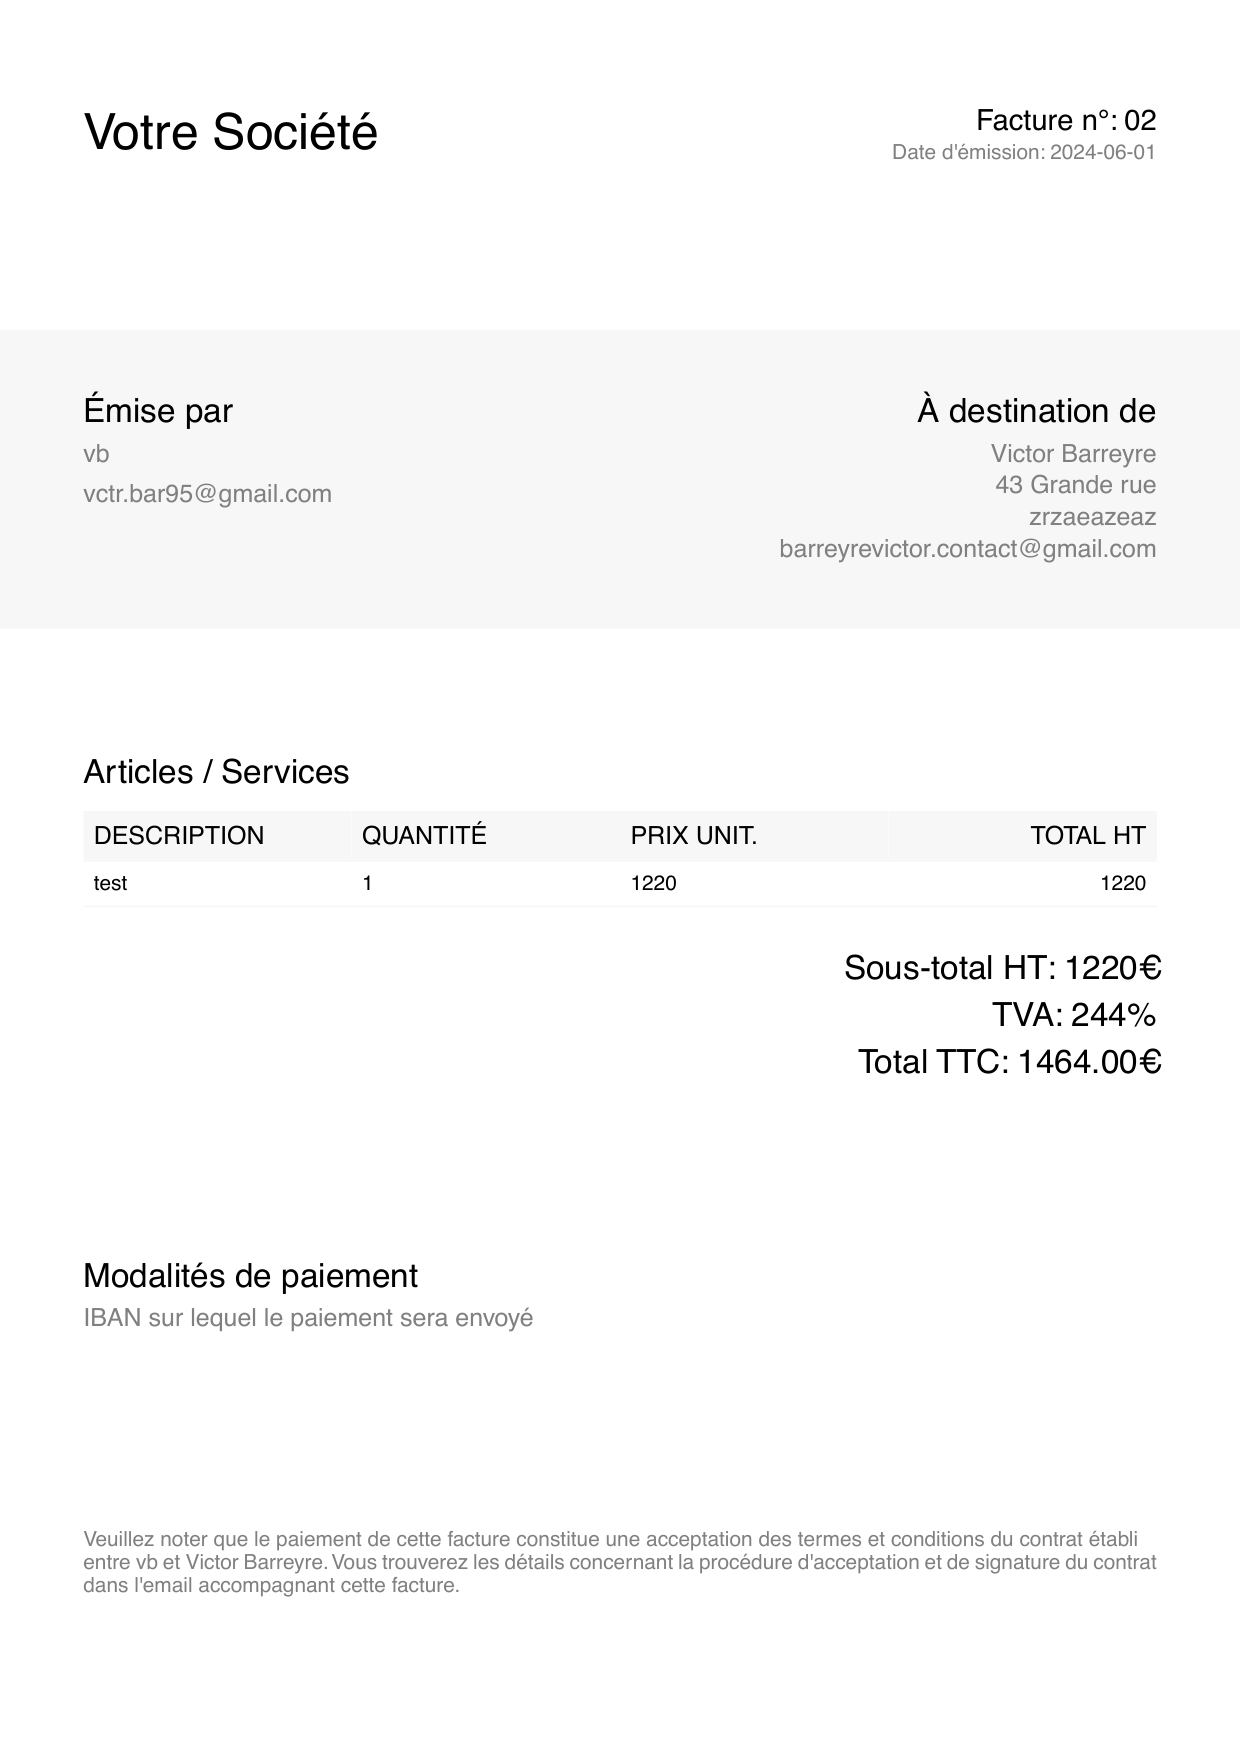 Votre Société
Facture n°: 02
Date d'émission: 2024-06-01
Émise par
vb
vctr.bar95@gmail.com
À destination de
Victor Barreyre
43 Grande rue
zrzaeazeaz
barreyrevictor.contact@gmail.com
Articles / Services
DESCRIPTION QUANTITÉ PRIX UNIT. TOTAL HT
test 1 1220 1220
Sous-total HT: 1220€
TVA: 244%
Total TTC: 1464.00€
Modalités de paiement
IBAN sur lequel le paiement sera envoyé
Veuillez noter que le paiement de cette facture constitue une acceptation des termes et conditions du contrat établi
entre vb et Victor Barreyre. Vous trouverez les détails concernant la procédure d'acceptation et de signature du contrat
dans l'email accompagnant cette facture.